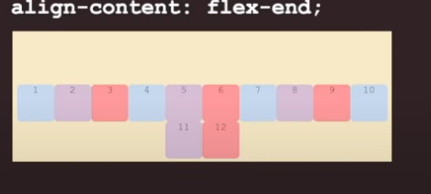 align-content: flex-end;
1 2 3 4 5 6 7 8 9 10
11 12